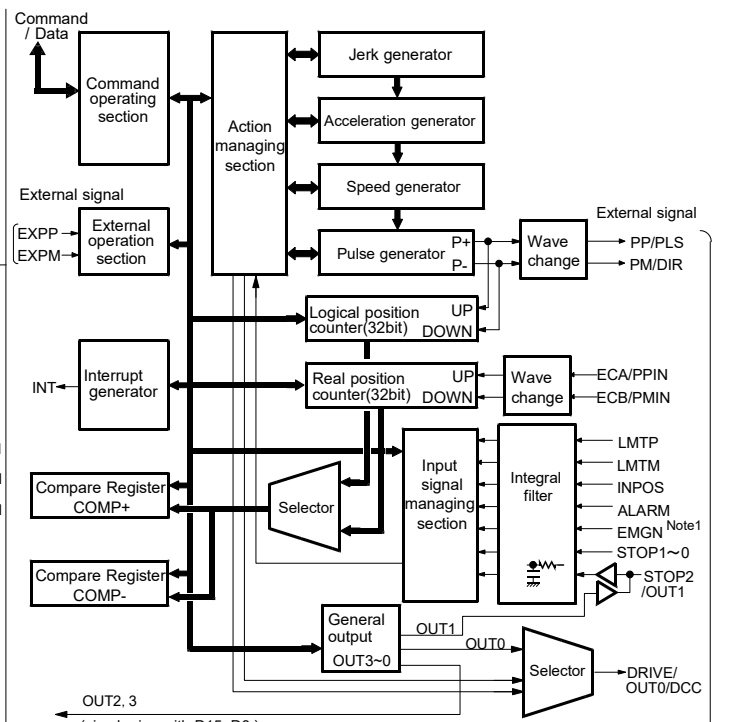 Command
/ Data
Command
operating
section
Action
managing
section
Jerk generator
Acceleration generator
Speed generator
Pulse generator
P+
P-
External signal
EXPP
EXPM
External
operation
section
External signal
Wave
change
PP/PLS
PM/DIR
Logical position
counter(32bit)
UP
DOWN
INT
Interrupt
generator
Real position
counter(32bit)
UP
DOWN
Wave
change
ECA/PPIN
ECB/PMIN
Compare Register
COMP+
Selector
Input
signal
managing
section
Integral
filter
LMTP
LMTM
INPOS
ALARM
EMGN Note1
STOP1～0
STOP2
/OUT1
Compare Register
COMP-
General
output
OUT3~0
OUT1
OUT0
Selector
DRIVE/
OUT0/DCC
OUT2, 3